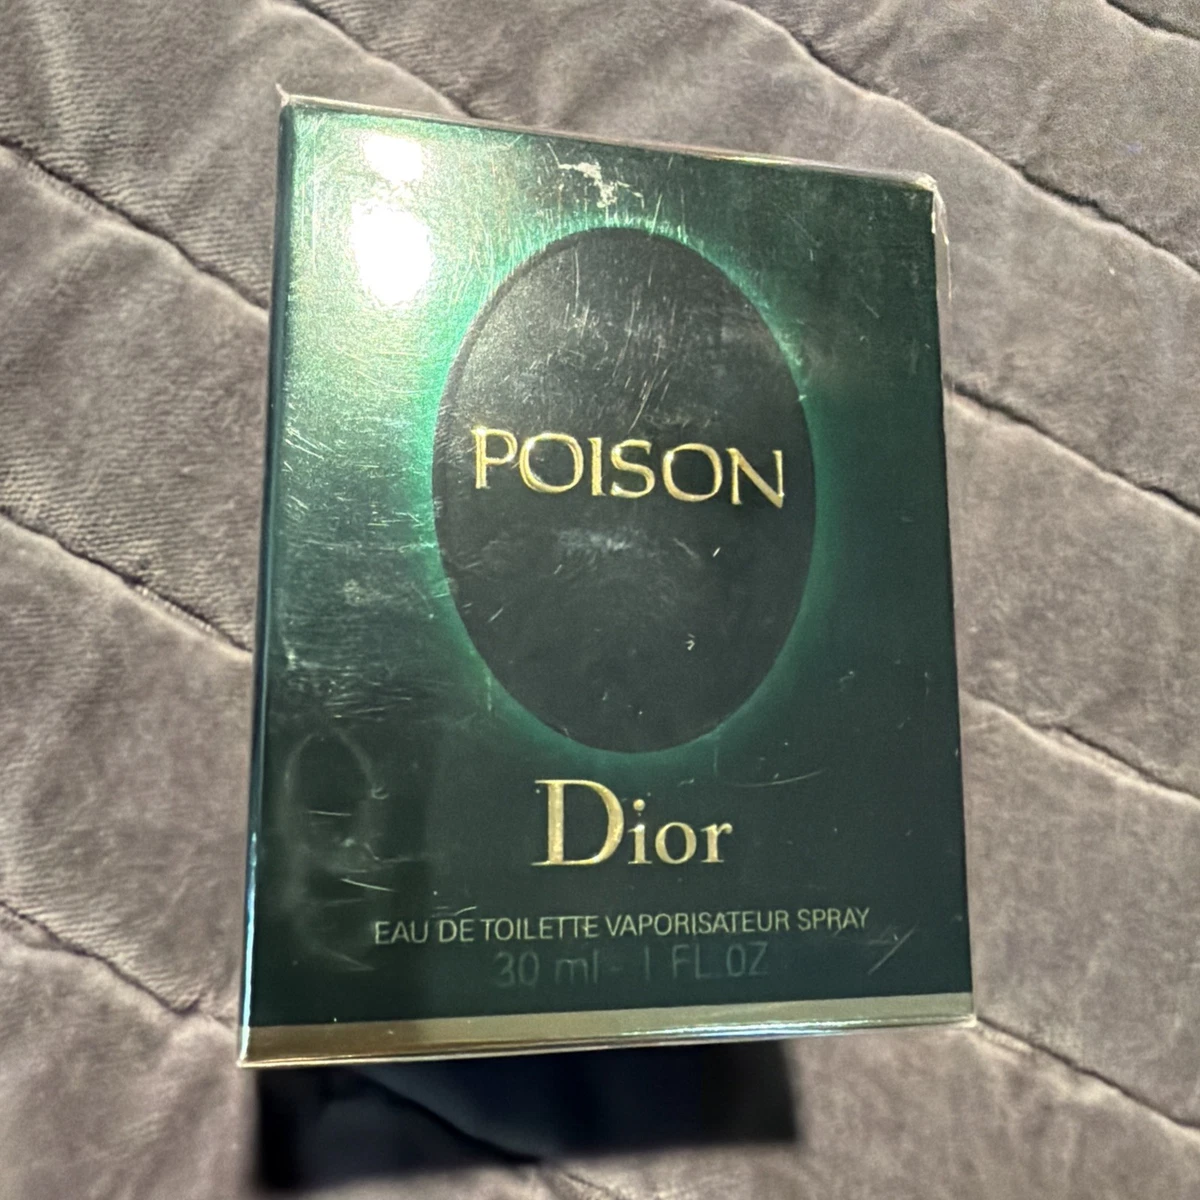 POISON
Dior
EAU DE TOILETTE VAPORISATEUR SPRAY
30 ml - 1 FL.OZ